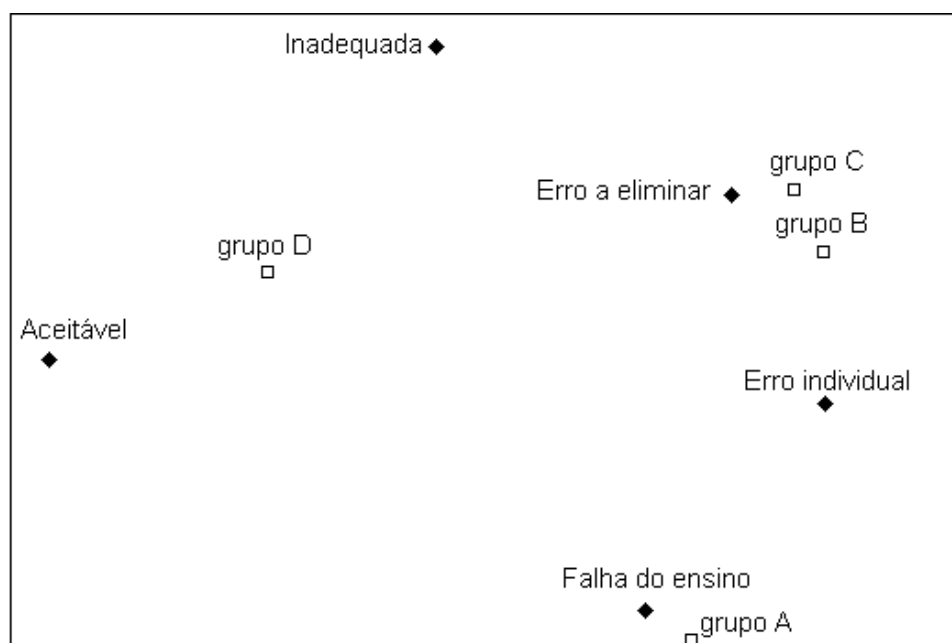 Inadequada
grupo C
Erro a eliminar
grupo B
grupo D
Aceitável
Erro individual
Falha do ensino
grupo A